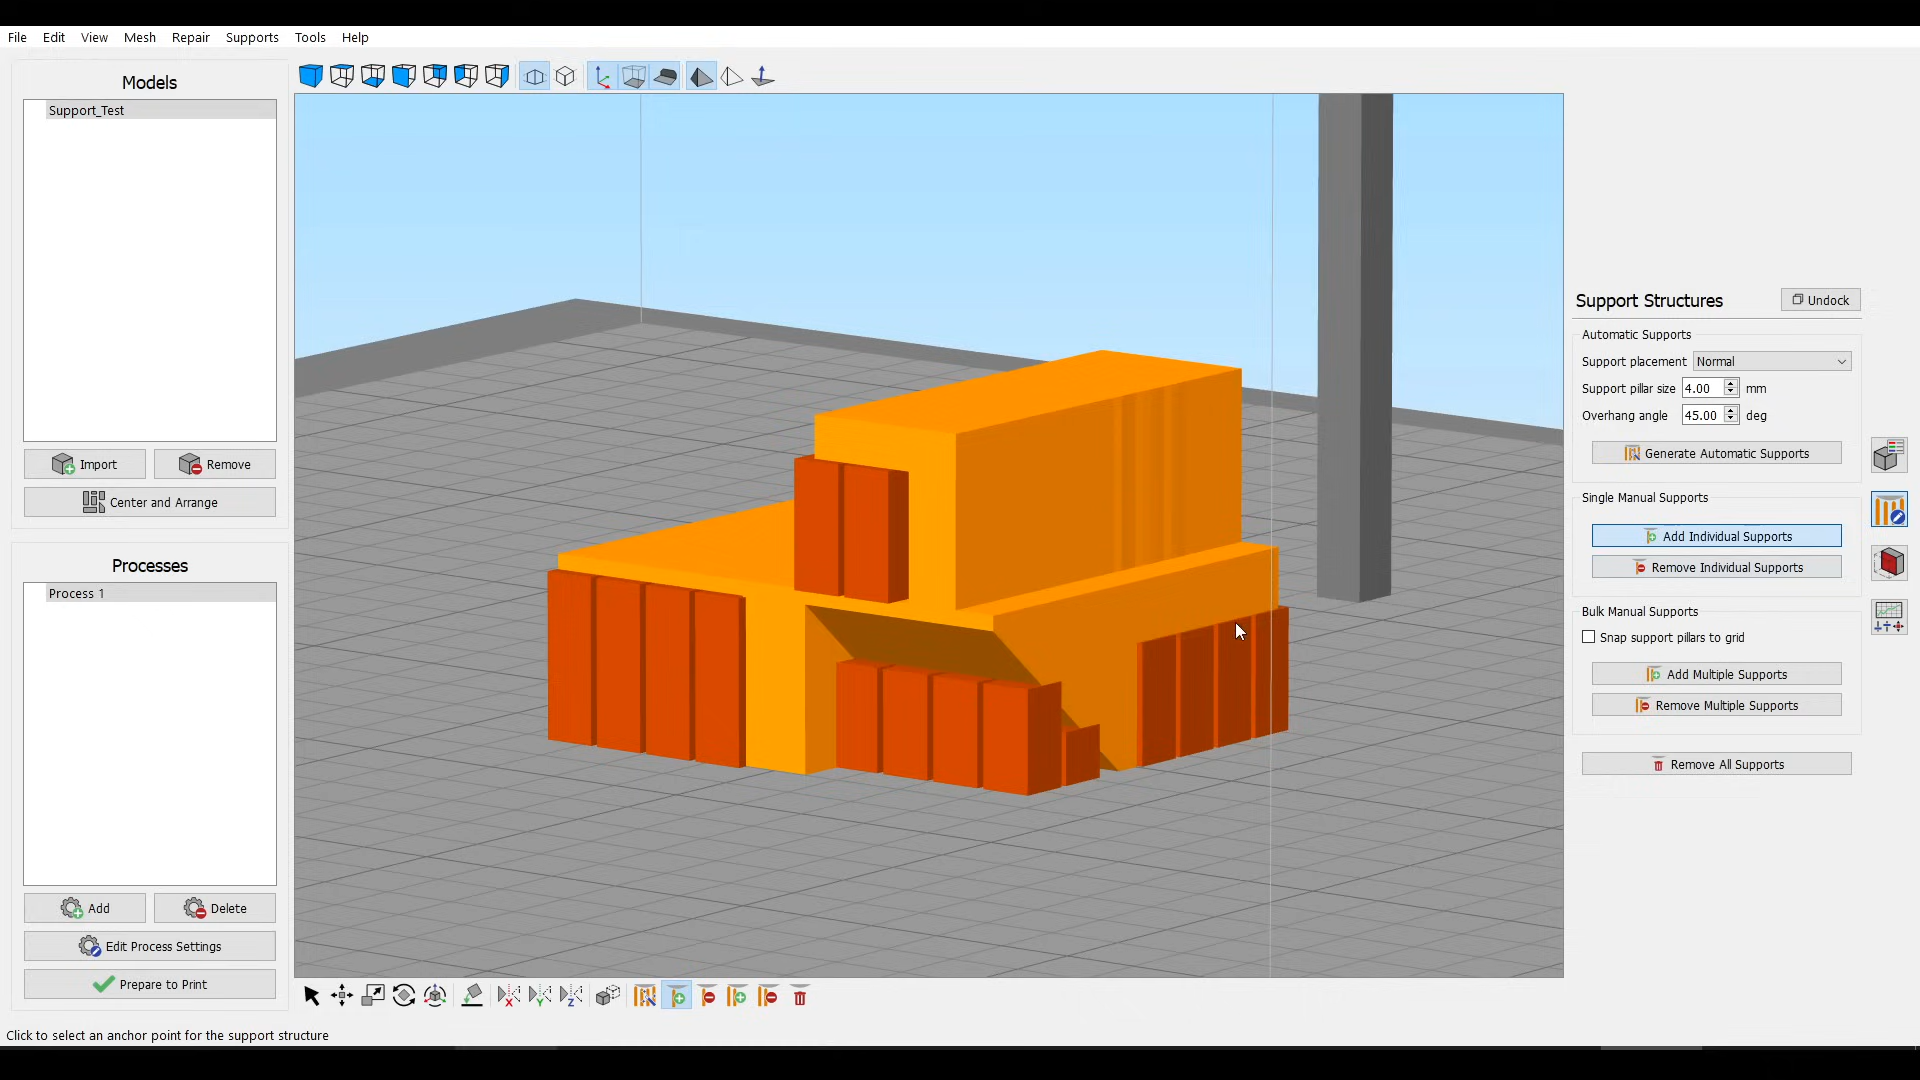 File Edit View Mesh Repair Supports Tools Help
Models
Support_Test
Import Remove
Center and Arrange
Processes
Process 1
Add Delete
Edit Process Settings
Prepare to Print
X Y Z
Support Structures Undock
Automatic Supports
Support placement Normal
Support pillar size 4.00 mm
Overhang angle 45.00 deg
Generate Automatic Supports
Single Manual Supports
Add Individual Supports
Remove Individual Supports
Bulk Manual Supports
Snap support pillars to grid
Add Multiple Supports
Remove Multiple Supports
Remove All Supports
Click to select an anchor point for the support structure